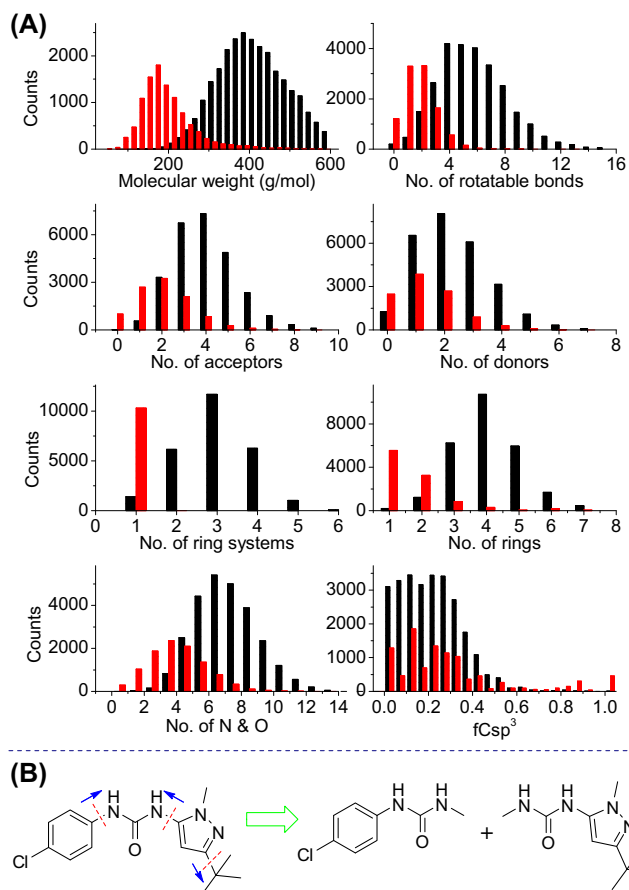 (A)
2000
1000
0
Counts
200 400 600
Molecular weight (g/mol)
4000
2000
0
0 4 8 12 16
No. of rotatable bonds
6000
3000
0
Counts
0 2 4 6 8 10
No. of acceptors
6000
3000
0
0 2 4 6 8
No. of donors
10000
5000
0
Counts
0 1 2 3 4 5 6
No. of ring systems
8000
4000
0
1 2 3 4 5 6 7 8
No. of rings
4000
2000
0
Counts
0 2 4 6 8 10 12 14
No. of N & O
3000
2000
1000
0
0.0 0.2 0.4 0.6 0.8 1.0
fCsp³
(B)
H
N
O
H
N
N
N
Cl
H
N
H
N
O
Cl
+
H
N
O
H
N
N
N